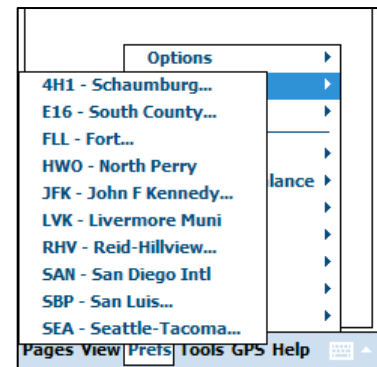 Options
4H1 - Schaumburg...
E16 - South County...
FLL - Fort...
HWO - North Perry
JFK - John F Kennedy...
lance
LVK - Livermore Muni
RHV - Reid-Hillview...
SAN - San Diego Intl
SBP - San Luis...
SEA - Seattle-Tacoma...
Pages View Prefs Tools GPS Help